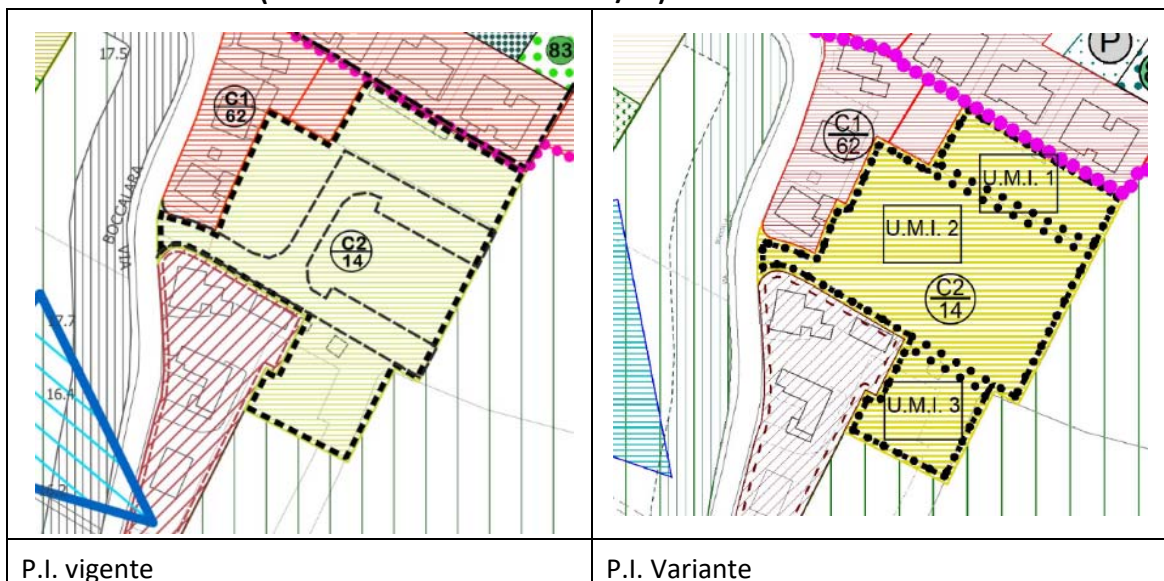 17.5
83
C1
62
VIA BOCCALARA
C2
14
17.7
16.4
P
C1
62
U.M.I. 1
U.M.I. 2
C2
14
U.M.I. 3
P.I. vigente
P.I. Variante